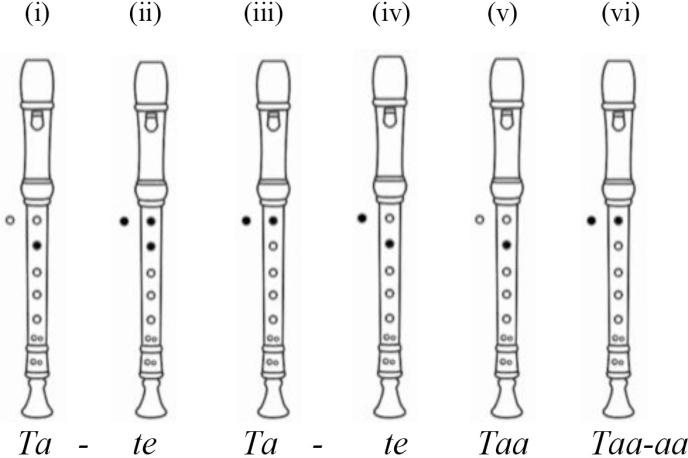 (i) (ii) (iii) (iv) (v) (vi)
Ta - te Ta - te Taa Taa-aa